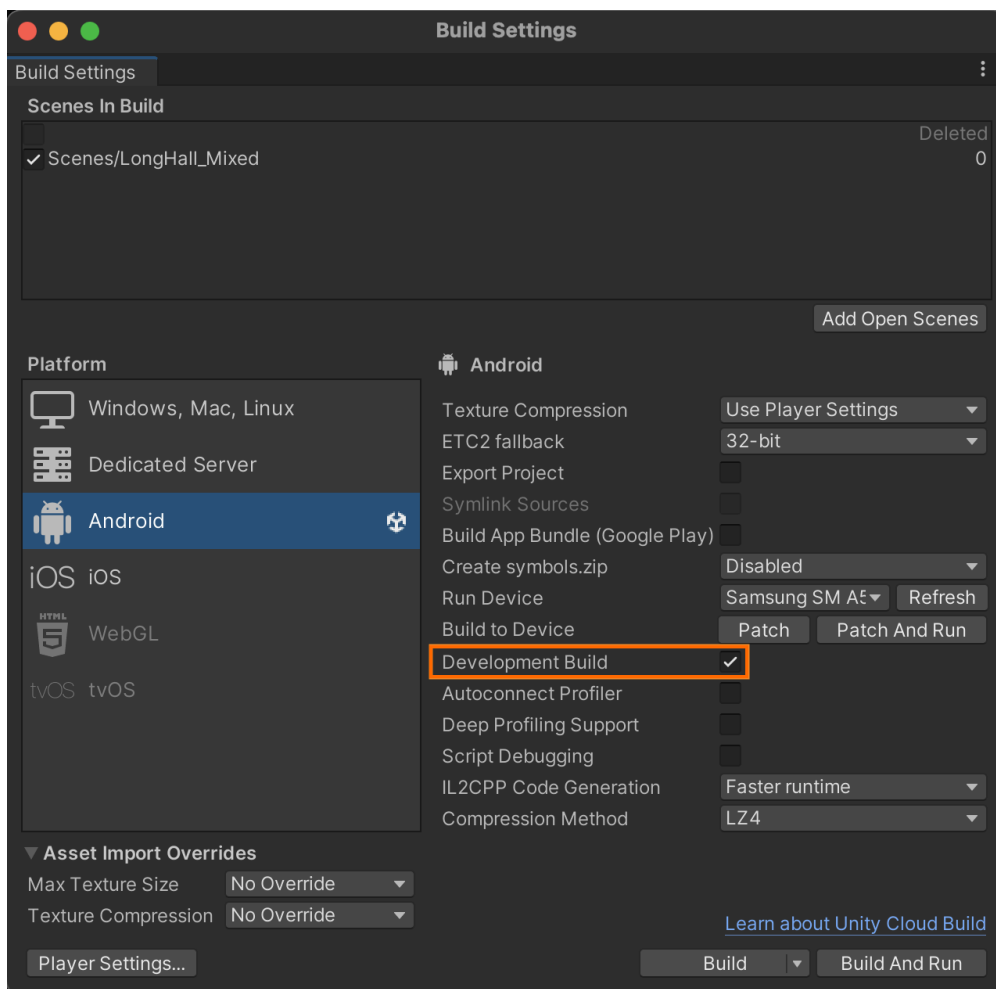 Build Settings
Build Settings
Scenes In Build
Deleted
Scenes/LongHall_Mixed 0
Add Open Scenes
Platform
Windows, Mac, Linux
Dedicated Server
Android
iOS iOS
HTML 5 WebGL
tvOS tvOS
Android
Texture Compression Use Player Settings
ETC2 fallback 32-bit
Export Project
Symlink Sources
Build App Bundle (Google Play)
Create symbols.zip Disabled
Run Device Samsung SM A5 Refresh
Build to Device Patch Patch And Run
Development Build
Autoconnect Profiler
Deep Profiling Support
Script Debugging
IL2CPP Code Generation Faster runtime
Compression Method LZ4
Asset Import Overrides
Max Texture Size No Override
Texture Compression No Override
Learn about Unity Cloud Build
Player Settings... Build Build And Run